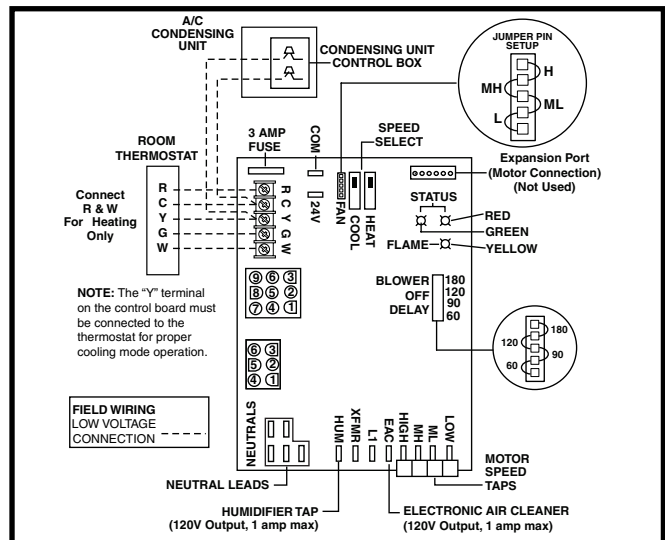 A/C
CONDENSING
UNIT
CONDENSING UNIT
CONTROL BOX
JUMPER PIN
SETUP
H
MH
ML
L
ROOM
THERMOSTAT
3 AMP
FUSE
COM
24V
SPEED
SELECT
FAN
COOL
HEAT
Expansion Port
(Motor Connection)
(Not Used)
Connect
R & W
For Heating
Only
R
C
Y
G
W
R
C
Y
G
W
STATUS
RED
GREEN
FLAME
YELLOW
NOTE: The “Y” terminal
on the control board must
be connected to the
thermostat for proper
cooling mode operation.
9 6 3
8 5 2
7 4 1
6 3
5 2
4 1
BLOWER
OFF
DELAY
180
120
90
60
180
120
90
60
FIELD WIRING
LOW VOLTAGE
CONNECTION
NEUTRALS
HUM
XFMR
L1
EAC
HIGH
MH
ML
LOW
NEUTRAL LEADS
MOTOR
SPEED
TAPS
HUMIDIFIER TAP
(120V Output, 1 amp max)
ELECTRONIC AIR CLEANER
(120V Output, 1 amp max)